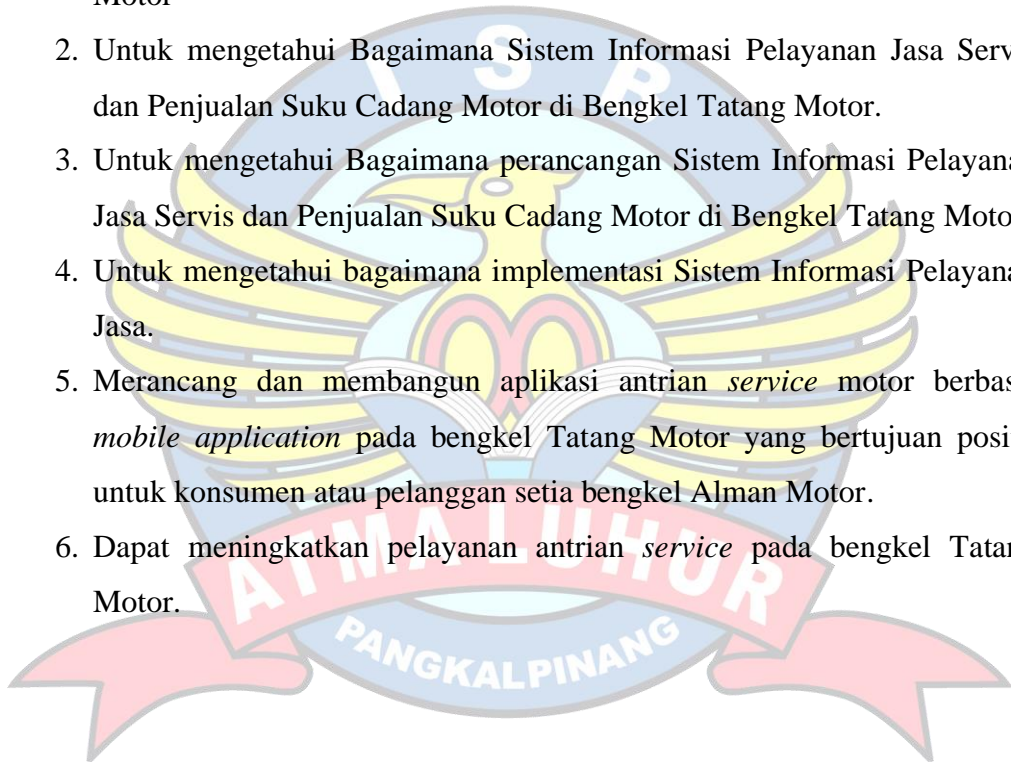 Motor
2. Untuk mengetahui Bagaimana Sistem Informasi Pelayanan Jasa Serv
dan Penjualan Suku Cadang Motor di Bengkel Tatang Motor.
3. Untuk mengetahui Bagaimana perancangan Sistem Informasi Pelayana
Jasa Servis dan Penjualan Suku Cadang Motor di Bengkel Tatang Moto
4. Untuk mengetahui bagaimana implementasi Sistem Informasi Pelayana
Jasa.
5. Merancang dan membangun aplikasi antrian service motor berbas
mobile application pada bengkel Tatang Motor yang bertujuan posi
untuk konsumen atau pelanggan setia bengkel Alman Motor.
6. Dapat meningkatkan pelayanan antrian service pada bengkel Tatan
Motor.
I S B
ATMA LUHUR
PANGKALPINANG